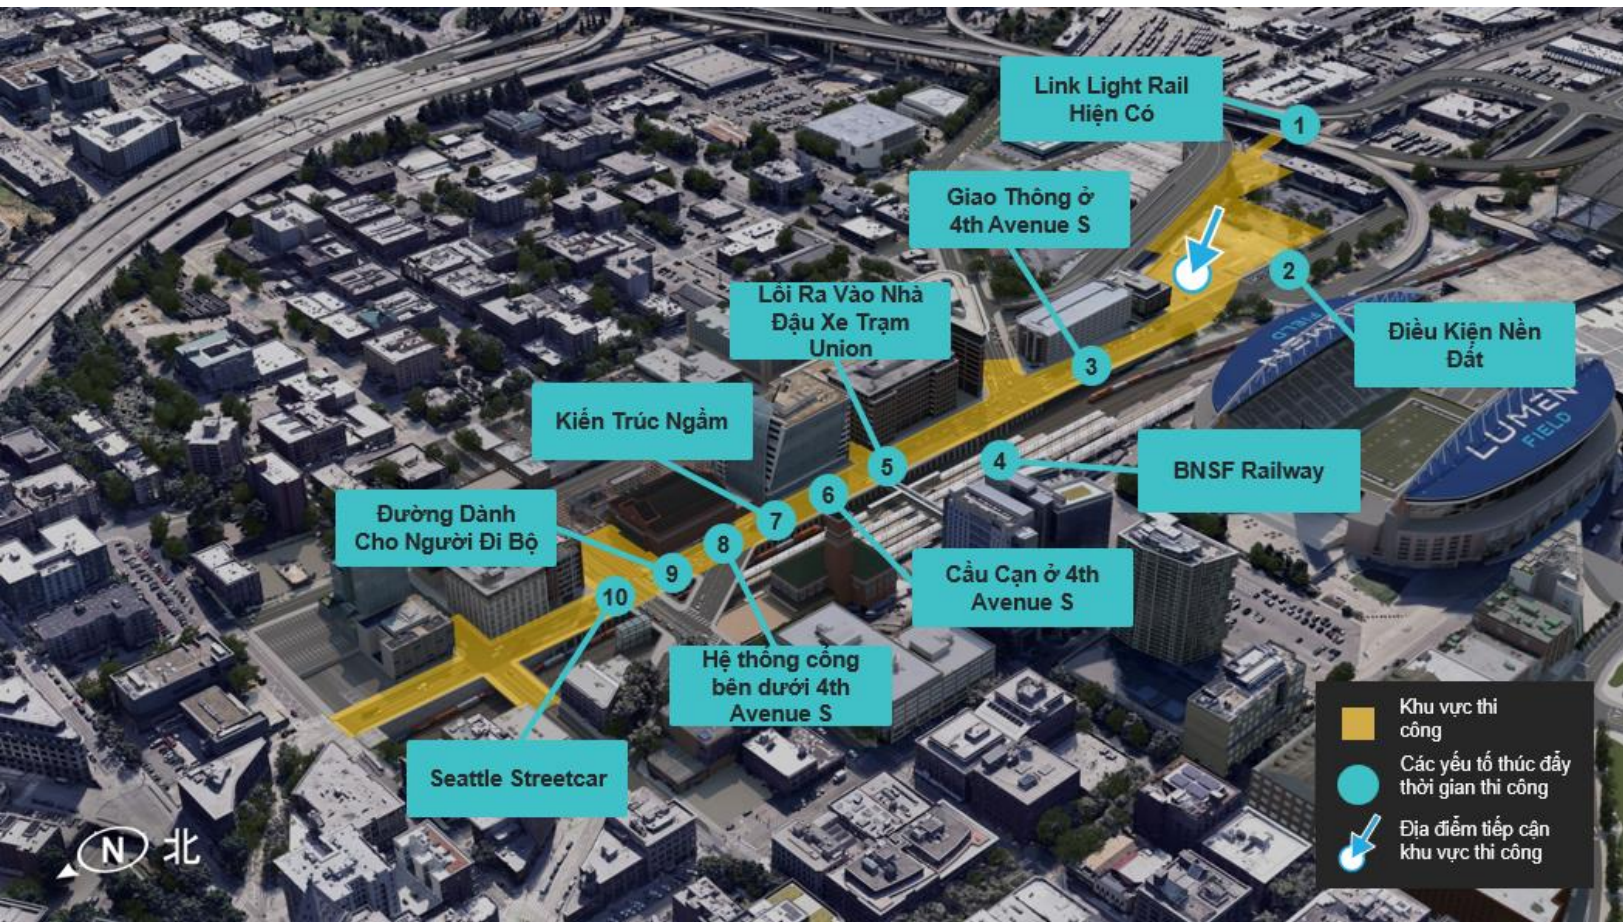 Link Light Rail
Hiện Có
1
Giao Thông ở
4th Avenue S
2
Lối Ra Vào Nhà
Đậu Xe Trạm
Union
Điều Kiện Nền
Đất
3
Kiến Trúc Ngầm
5
4
BNSF Railway
6
7
Đường Dành
Cho Người Đi Bộ
8
9
10
Cầu Cạn ở 4th
Avenue S
Hệ thống cống
bên dưới 4th
Avenue S
Seattle Streetcar
LUMEN
FIELD
LUMEN
FIELD
Khu vực thi
công
Các yếu tố thúc đẩy
thời gian thi công
Địa điểm tiếp cận
khu vực thi công
N 北